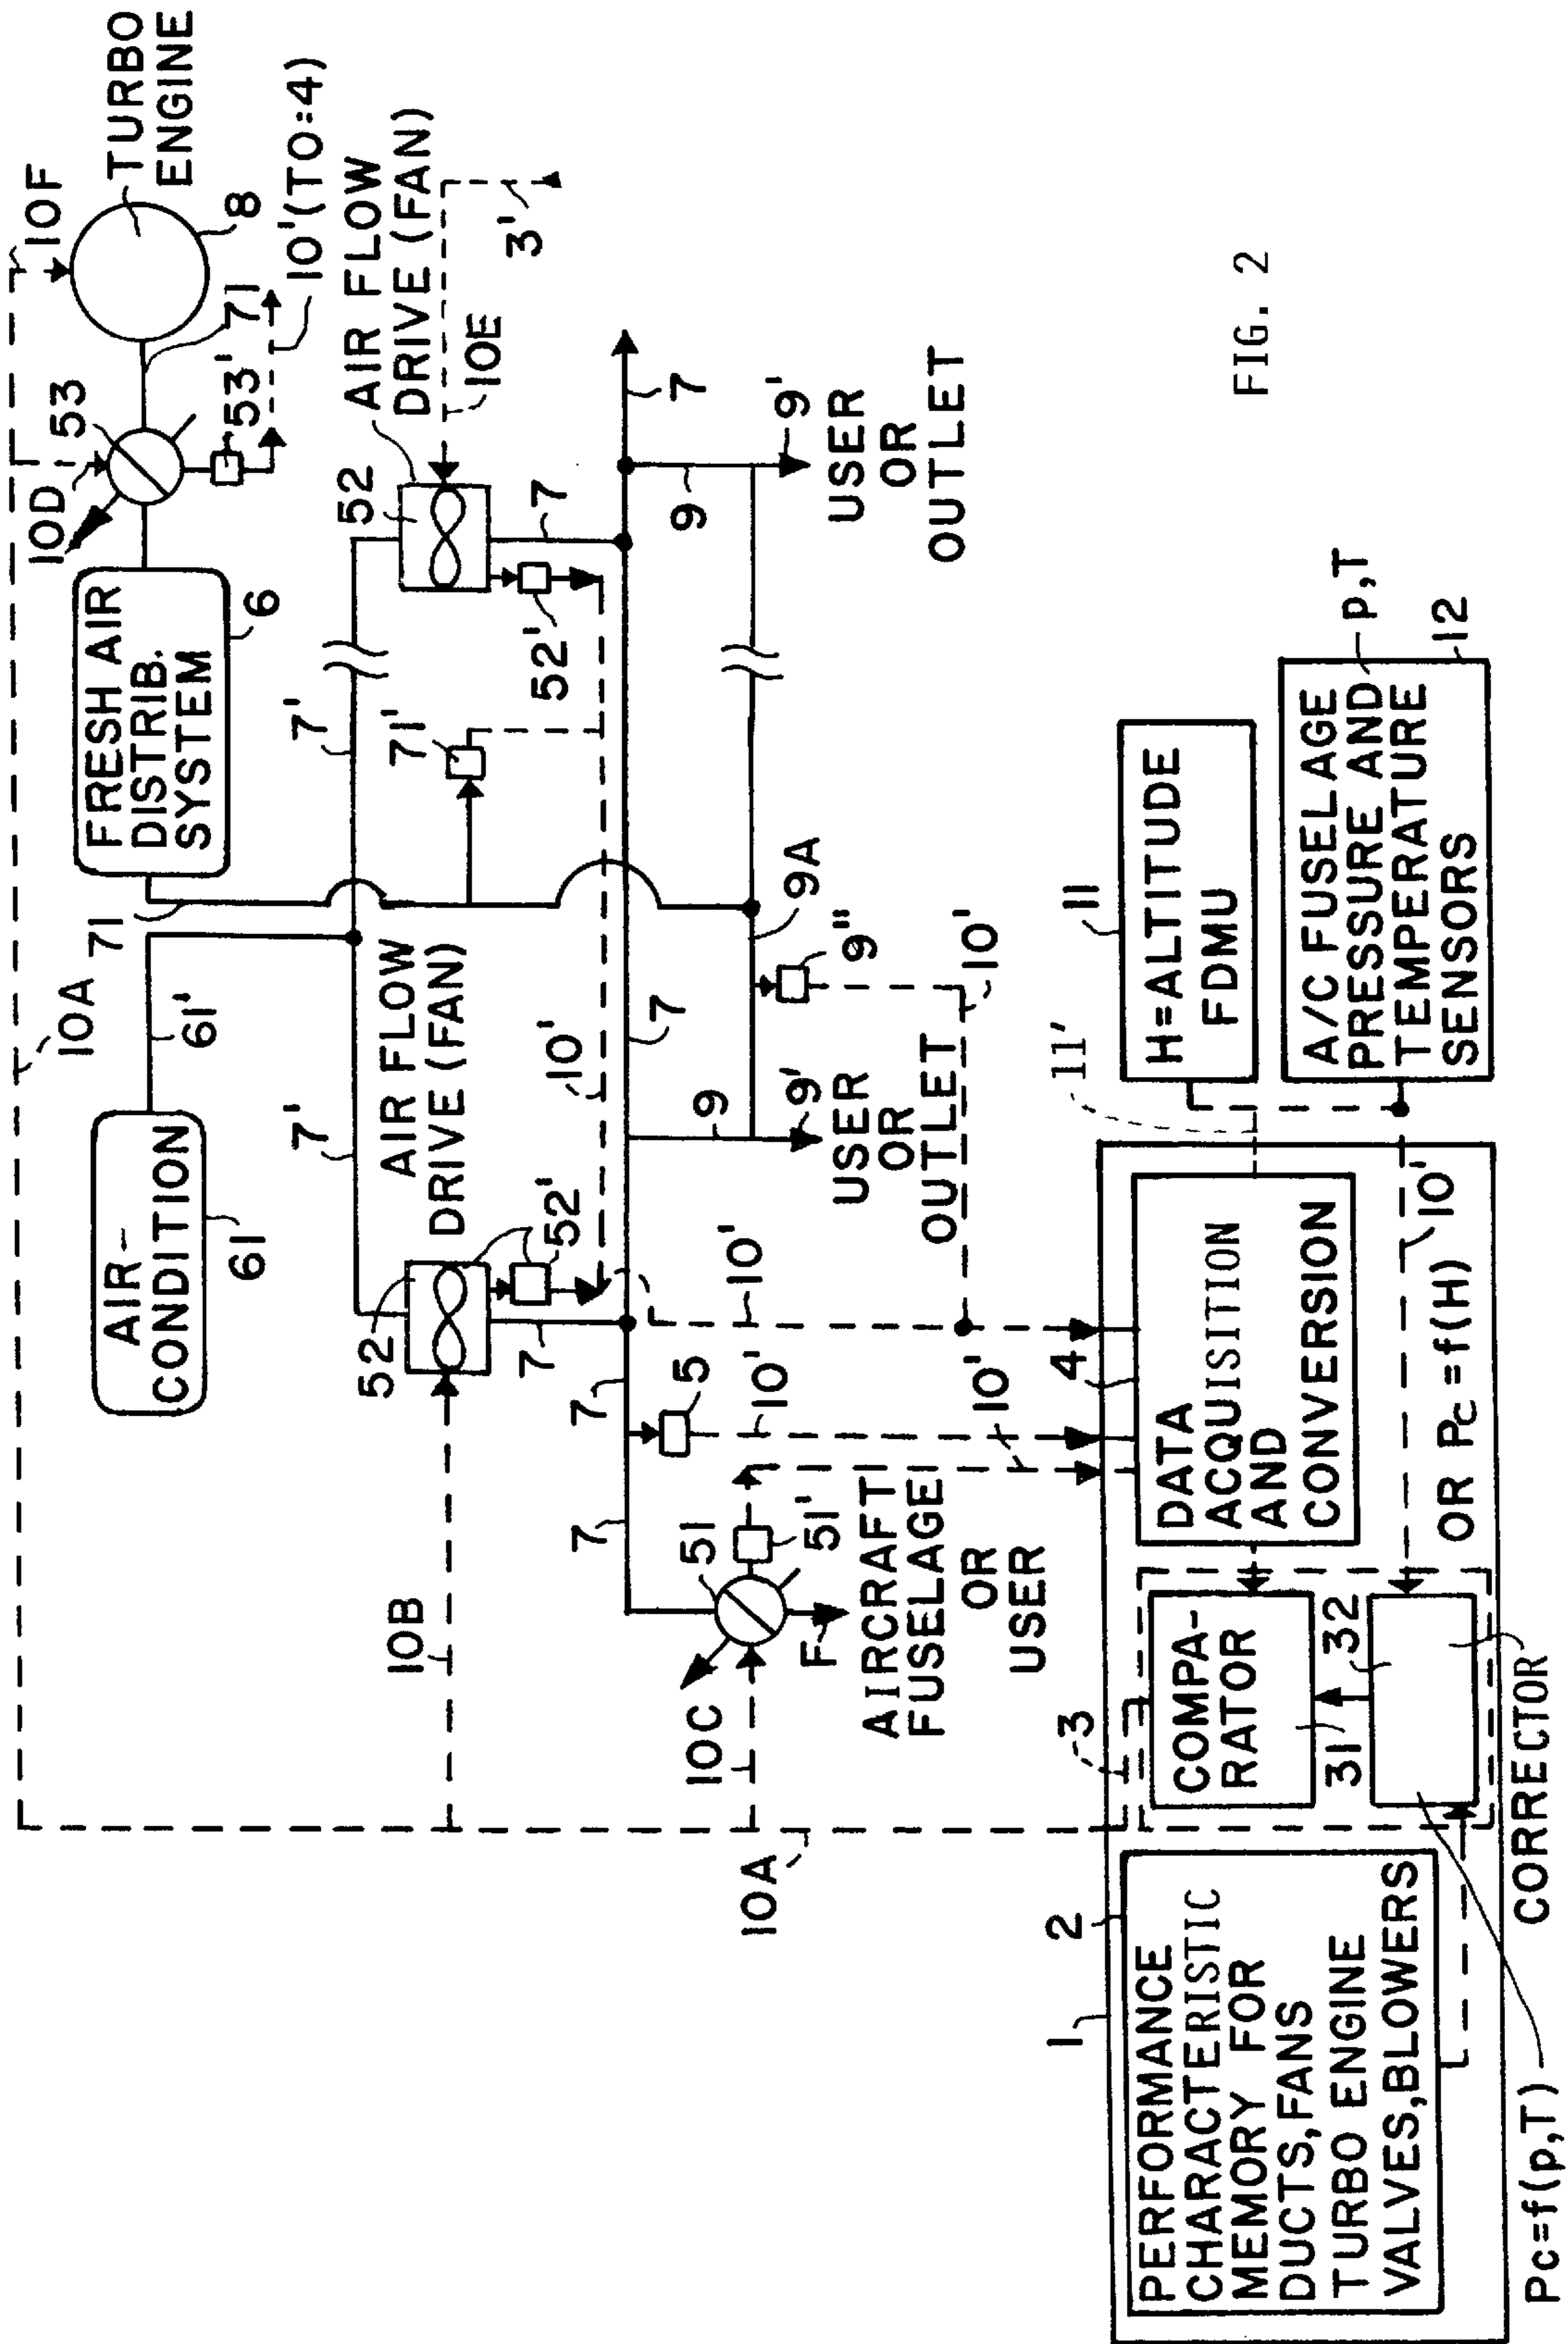 10A
10F
TURBO
ENGINE
8
10D
53
71
53'
10'(TO=4)
FRESH AIR
DISTRIB.
SYSTEM
6
71
AIR-
CONDITION
61
61'
7'
7'
AIR FLOW
DRIVE (FAN)
52
52'
AIR FLOW
DRIVE (FAN)
52
52'
10E
3'
71'
10B
10'
7
7
7
7
7
7
9
9'
USER
OR
OUTLET
9
9'
USER
OR
OUTLET
9A
9"
10'
5
10'
10'
10'
10C
51
51'
F
AIRCRAFT
FUSELAGE
OR
USER
10A
FIG. 2
1
2
PERFORMANCE
CHARACTERISTIC
MEMORY FOR
DUCTS,FANS
TURBO ENGINE
VALVES,BLOWERS
3
COMPA-
RATOR
31
32
CORRECTOR
Pc=f(p,T)
4
DATA
ACQUISITION
AND
CONVERSION
OR Pc=f(H)
10'
11'
11
H=ALTITUDE
FDMU
A/C FUSELAGE
PRESSURE AND
TEMPERATURE
SENSORS
p,T
12